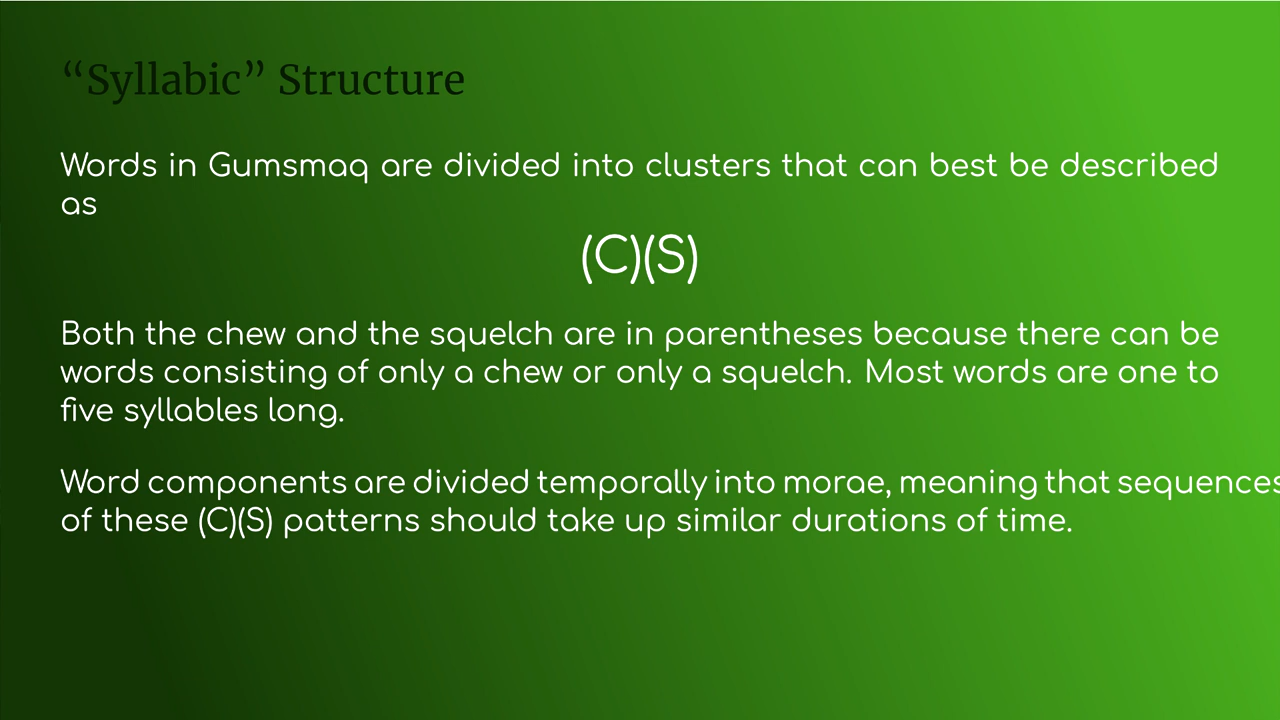 “Syllabic” Structure
Words in Gumsmaq are divided into clusters that can best be described
as
(C)(S)
Both the chew and the squelch are in parentheses because there can be
words consisting of only a chew or only a squelch. Most words are one to
five syllables long.
Word components are divided temporally into morae, meaning that sequences
of these (C)(S) patterns should take up similar durations of time.